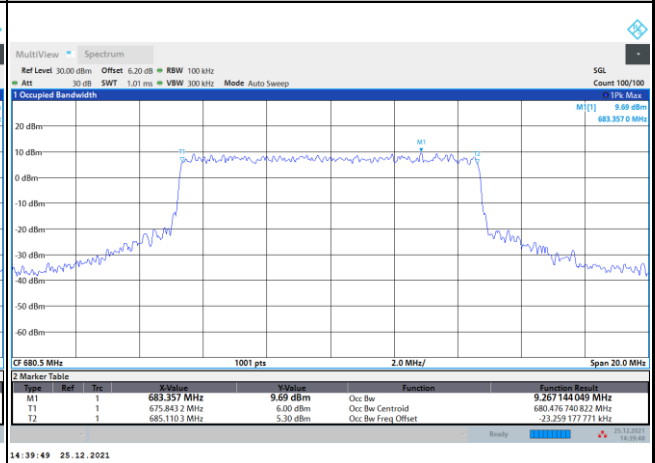 MultiView Spectrum
Ref Level 30.00 dBm Offset 6.20 dB RBW 100 kHz SGL
Att 30 dB SWT 1.01 ms VBW 300 kHz Mode Auto Sweep Count 100/100
1 Occupied Bandwidth 1Pk Max
M1[1] 9.69 dBm
683.357 0 MHz
20 dBm
M1
10 dBm
T1 T2
0 dBm
-10 dBm
-20 dBm
-30 dBm
-40 dBm
-50 dBm
-60 dBm
CF 680.5 MHz 1001 pts 2.0 MHz/ Span 20.0 MHz
2 Marker Table
Type Ref Trc X-Value Y-Value Function Function Result
M1 1 683.357 MHz 9.69 dBm Occ Bw 9.267 144 049 MHz
T1 1 675.843 2 MHz 6.00 dBm Occ Bw Centroid 680.476 740 822 MHz
T2 1 685.110 3 MHz 5.30 dBm Occ Bw Freq Offset -23.259 177 771 kHz
Ready 25.12.2021
14:39:48
14:39:49 25.12.2021